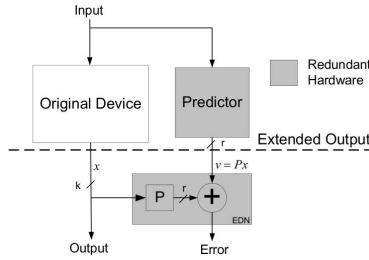 Input
Original Device
Predictor
Redundant
Hardware
r
Extended Output
x
v = Px
k
P
r
+
EDN
Output
Error